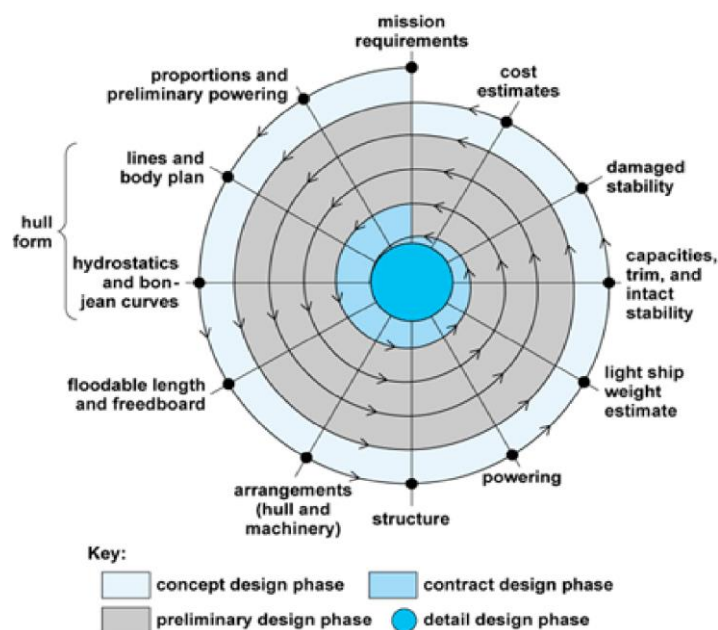 mission
requirements
cost
estimates
damaged
stability
capacities,
trim, and
intact
stability
light ship
weight
estimate
powering
structure
arrangements
(hull and
machinery)
floodable length
and freedboard
hydrostatics
and bon-
jean curves
lines and
body plan
hull
form
proportions and
preliminary powering
Key:
concept design phase
contract design phase
preliminary design phase
detail design phase